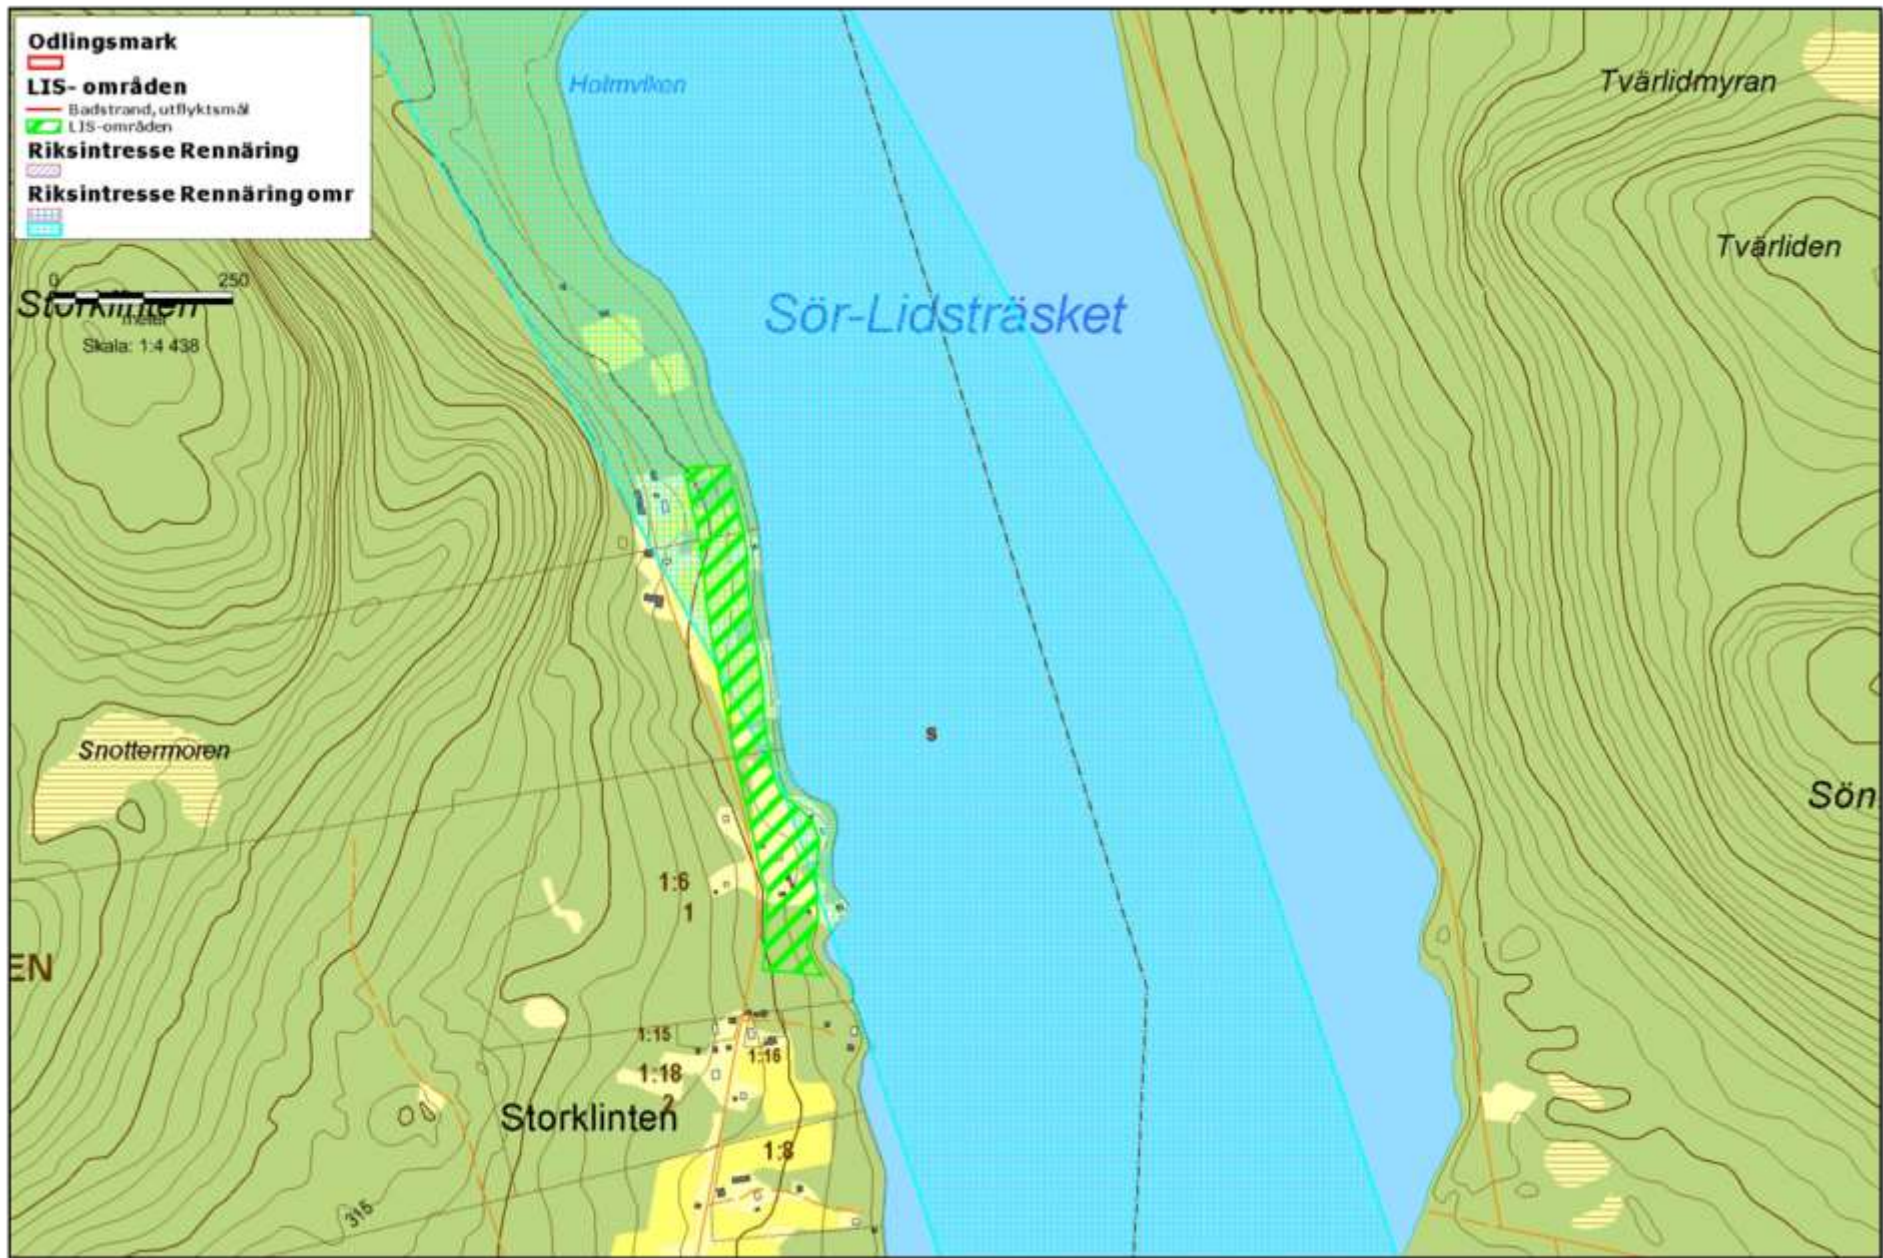 Odlingsmark
LIS- områden
Badstrand, utflyktsmål
LIS-områden
Riksintresse Rennäring
Riksintresse Rennäring omr
0 250
Storklinten
meter
Skala: 1:4 438
Holmviken
Tvärlidmyran
Tvärliden
Sör-Lidsträsket
Snottermoren
s
Sön
1:6
1
EN
1:15
1:16
1:18
2
Storklinten
1:8
315